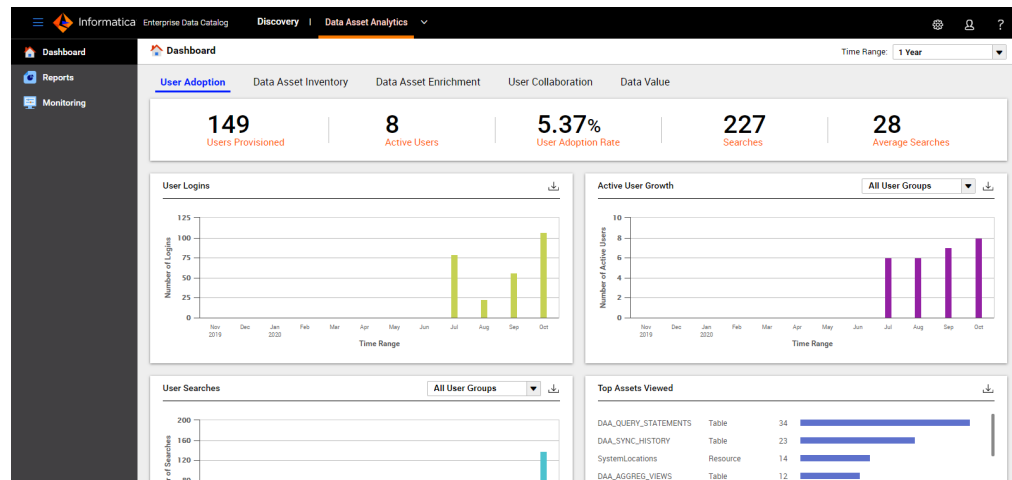 Informatica Enterprise Data Catalog Discovery | Data Asset Analytics ?
Dashboard
Reports
Monitoring
Dashboard Time Range: 1 Year
User Adoption Data Asset Inventory Data Asset Enrichment User Collaboration Data Value
149 8 5.37% 227 28
Users Provisioned Active Users User Adoption Rate Searches Average Searches
User Logins
125
100
75
50
25
0
Number of Logins
Nov Dec Jan Feb Mar Apr May Jun Jul Aug Sep Oct
2019 2020
Time Range
Active User Growth All User Groups
10
8
6
4
2
0
Number of Active Users
Nov Dec Jan Feb Mar Apr May Jun Jul Aug Sep Oct
2019 2020
Time Range
User Searches All User Groups
200
160
120
80
of Searches
Top Assets Viewed
DAA_QUERY_STATEMENTS Table 34
DAA_SYNC_HISTORY Table 23
SystemLocations Resource 14
DAA_AGGREG_VIEWS Table 12